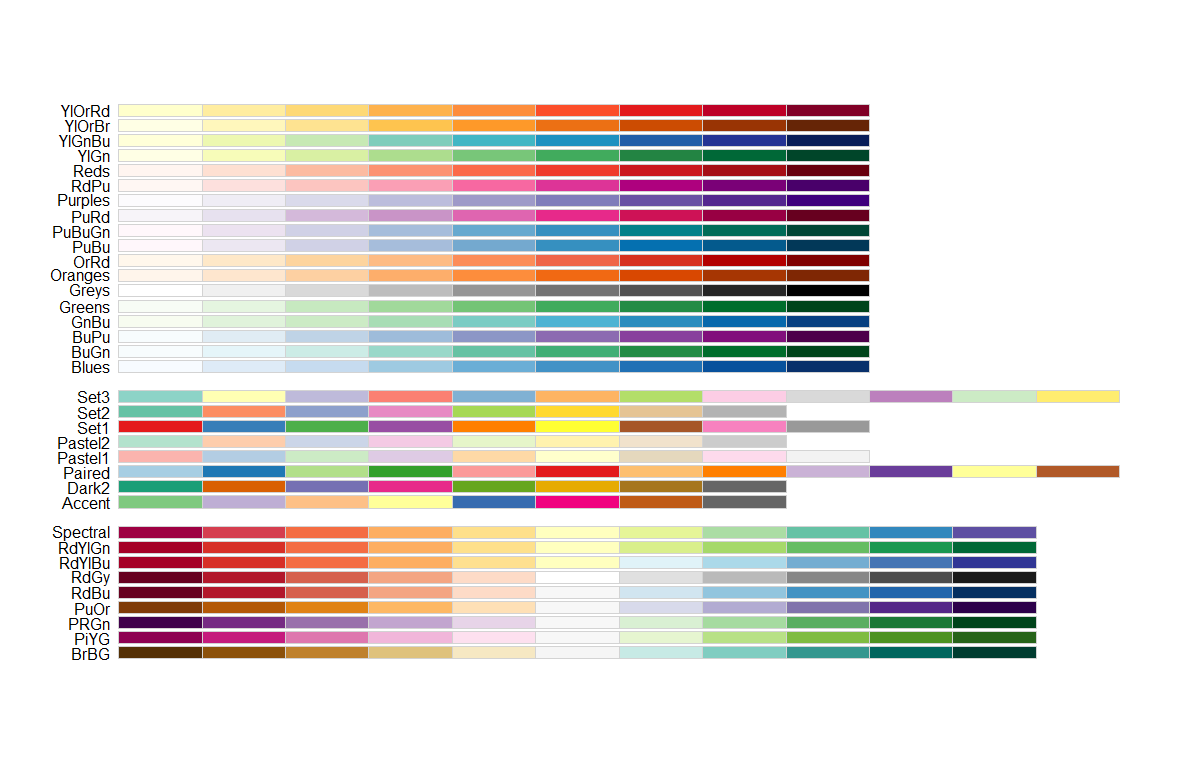 YlOrRd
YlOrBr
YlGnBu
YlGn
Reds
RdPu
Purples
PuRd
PuBuGn
PuBu
OrRd
Oranges
Greys
Greens
GnBu
BuPu
BuGn
Blues
Set3
Set2
Set1
Pastel2
Pastel1
Paired
Dark2
Accent
Spectral
RdYlGn
RdYlBu
RdGy
RdBu
PuOr
PRGn
PiYG
BrBG